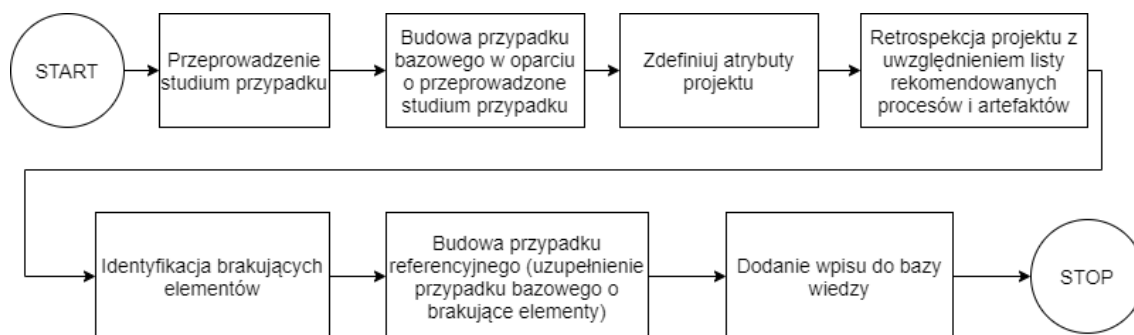 START
Przeprowadzenie
studium przypadku
Budowa przypadku
bazowego w oparciu
o przeprowadzone
studium przypadku
Zdefiniuj atrybuty
projektu
Retrospekcja projektu z
uwzględnieniem listy
rekomendowanych
procesów i artefaktów
Identyfikacja brakujących
elementów
Budowa przypadku
referencyjnego (uzupełnienie
przypadku bazowego o
brakujące elementy)
Dodanie wpisu do bazy
wiedzy
STOP